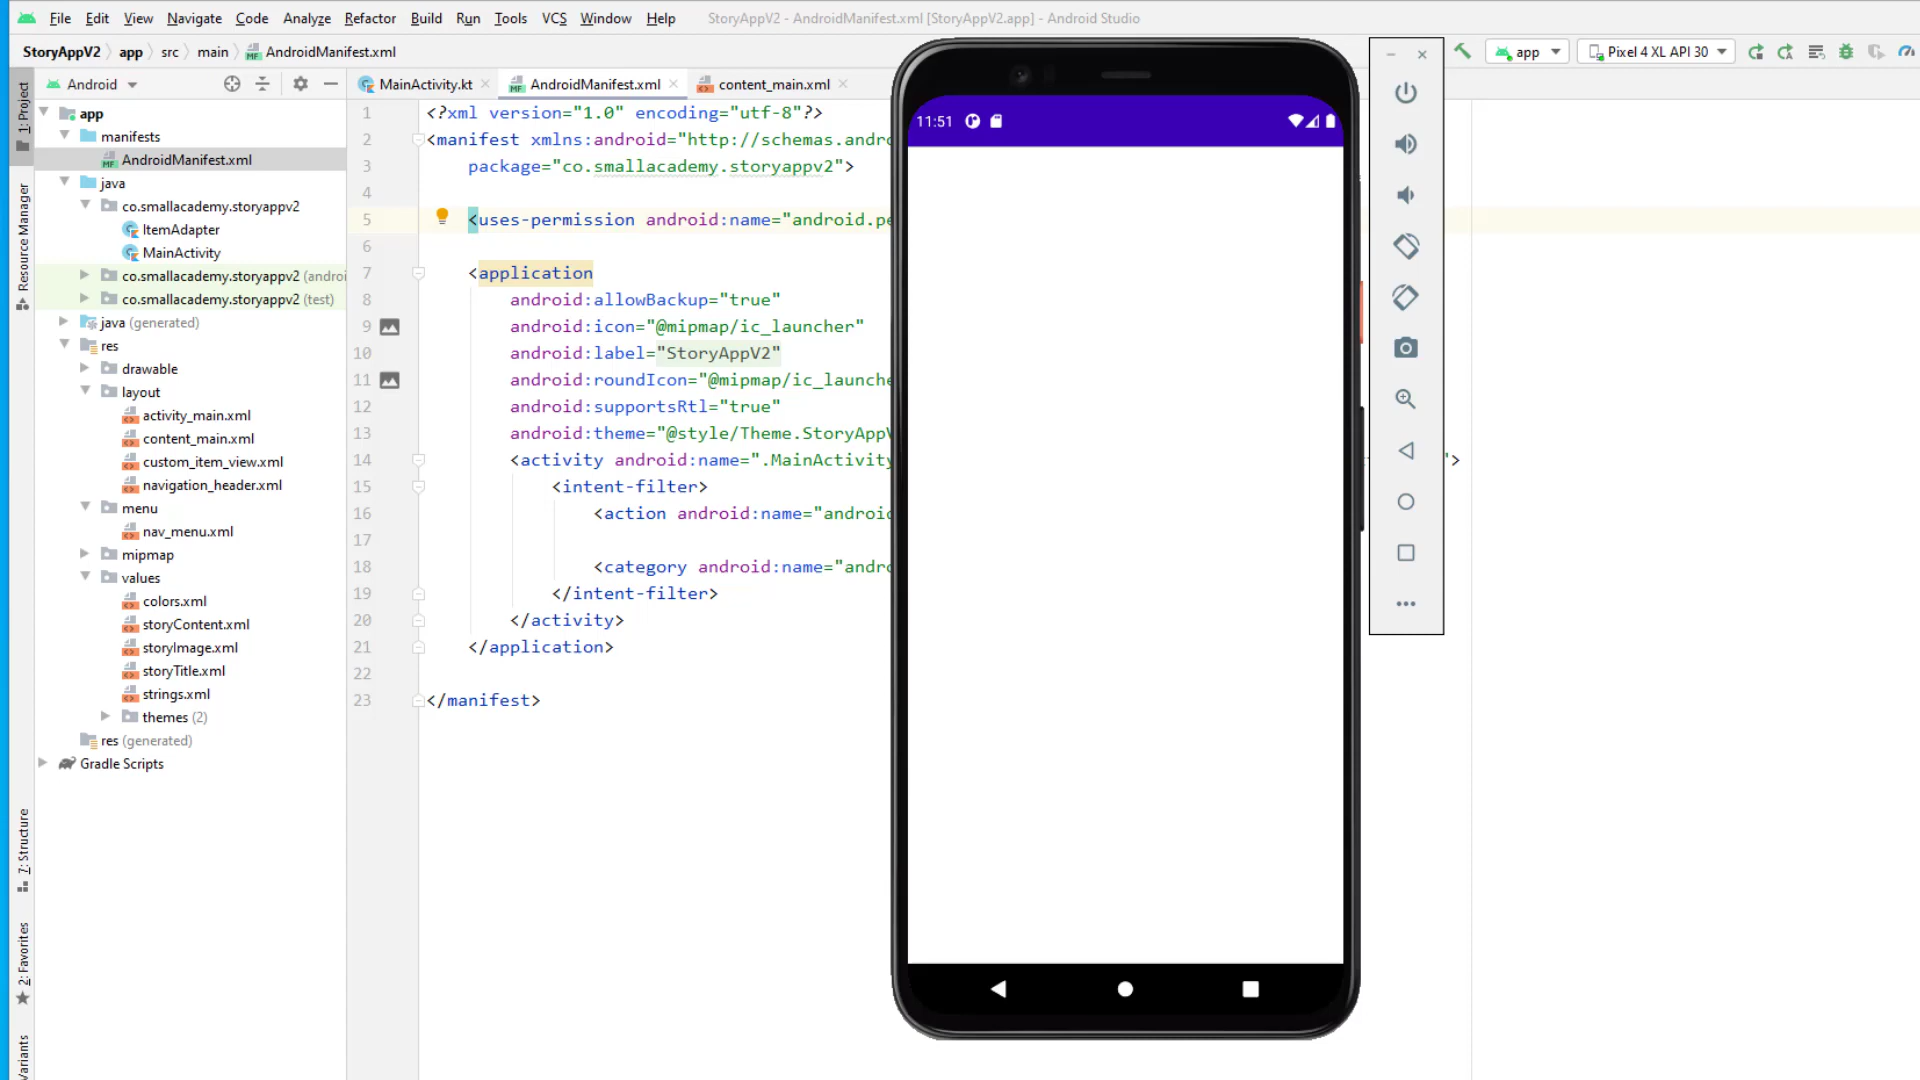 File Edit View Navigate Code Analyze Refactor Build Run Tools VCS Window Help StoryAppV2 - AndroidManifest.xml [StoryAppV2.app] - Android Studio
StoryAppV2 app src main AndroidManifest.xml
app Pixel 4 XL API 30
Android
MainActivity.kt AndroidManifest.xml content_main.xml
1: Project
Resource Manager
7: Structure
2: Favorites
Variants
app
manifests
AndroidManifest.xml
java
co.smallacademy.storyappv2
ItemAdapter
MainActivity
co.smallacademy.storyappv2 (androi
co.smallacademy.storyappv2 (test)
java (generated)
res
drawable
layout
activity_main.xml
content_main.xml
custom_item_view.xml
navigation_header.xml
menu
nav_menu.xml
mipmap
values
colors.xml
storyContent.xml
storyImage.xml
storyTitle.xml
strings.xml
themes (2)
res (generated)
Gradle Scripts
1 <?xml version="1.0" encoding="utf-8"?>
2 <manifest xmlns:android="http://schemas.andro
3 package="co.smallacademy.storyappv2">
4
5 <uses-permission android:name="android.pe
6
7 <application
8 android:allowBackup="true"
9 android:icon="@mipmap/ic_launcher"
10 android:label="StoryAppV2"
11 android:roundIcon="@mipmap/ic_launche
12 android:supportsRtl="true"
13 android:theme="@style/Theme.StoryAppV
14 <activity android:name=".MainActivity ">
15 <intent-filter>
16 <action android:name="android
17
18 <category android:name="andro
19 </intent-filter>
20 </activity>
21 </application>
22
23 </manifest>
11:51